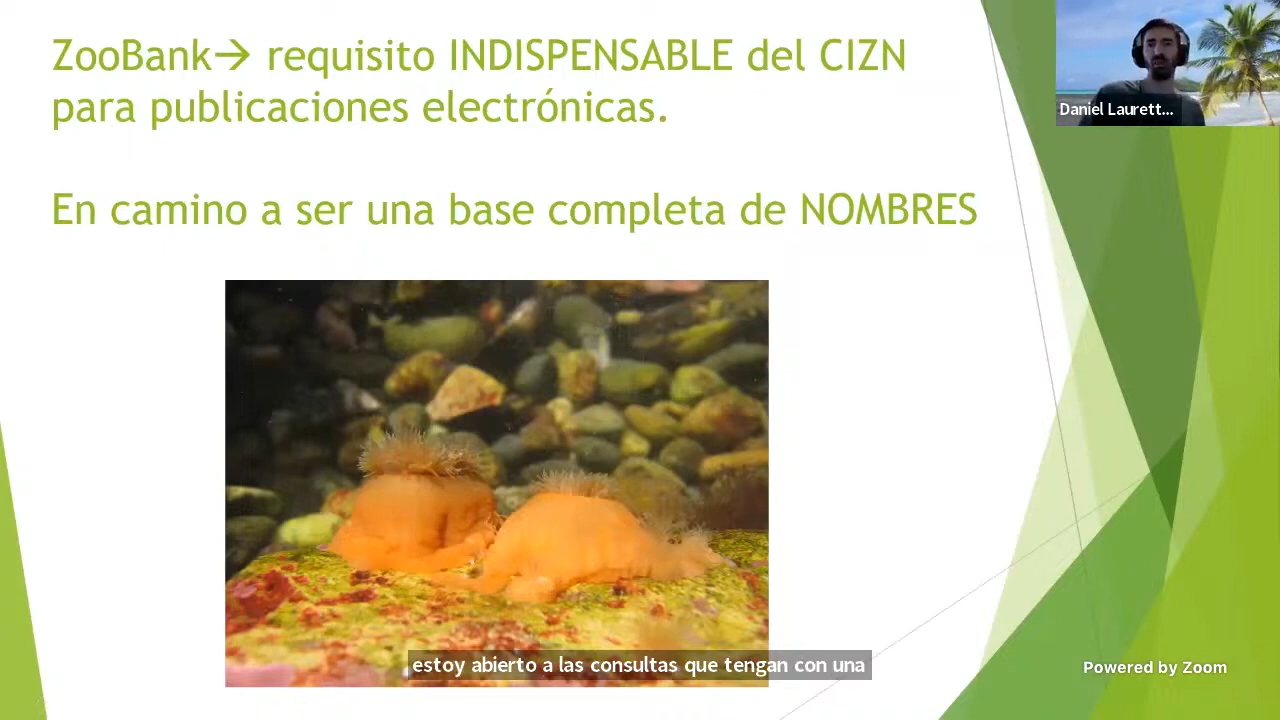 ZooBank→ requisito INDISPENSABLE del CIZN
para publicaciones electrónicas.
En camino a ser una base completa de NOMBRES
Daniel Laurett...
estoy abierto a las consultas que tengan con una
Powered by Zoom